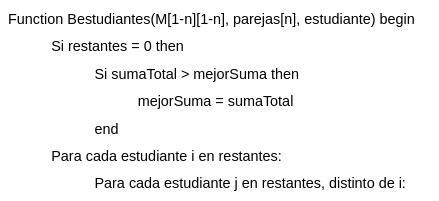 Function Bestudiantes(M[1-n][1-n], parejas[n], estudiante) begin
Si restantes = 0 then
Si sumaTotal > mejorSuma then
mejorSuma = sumaTotal
end
Para cada estudiante i en restantes:
Para cada estudiante j en restantes, distinto de i: